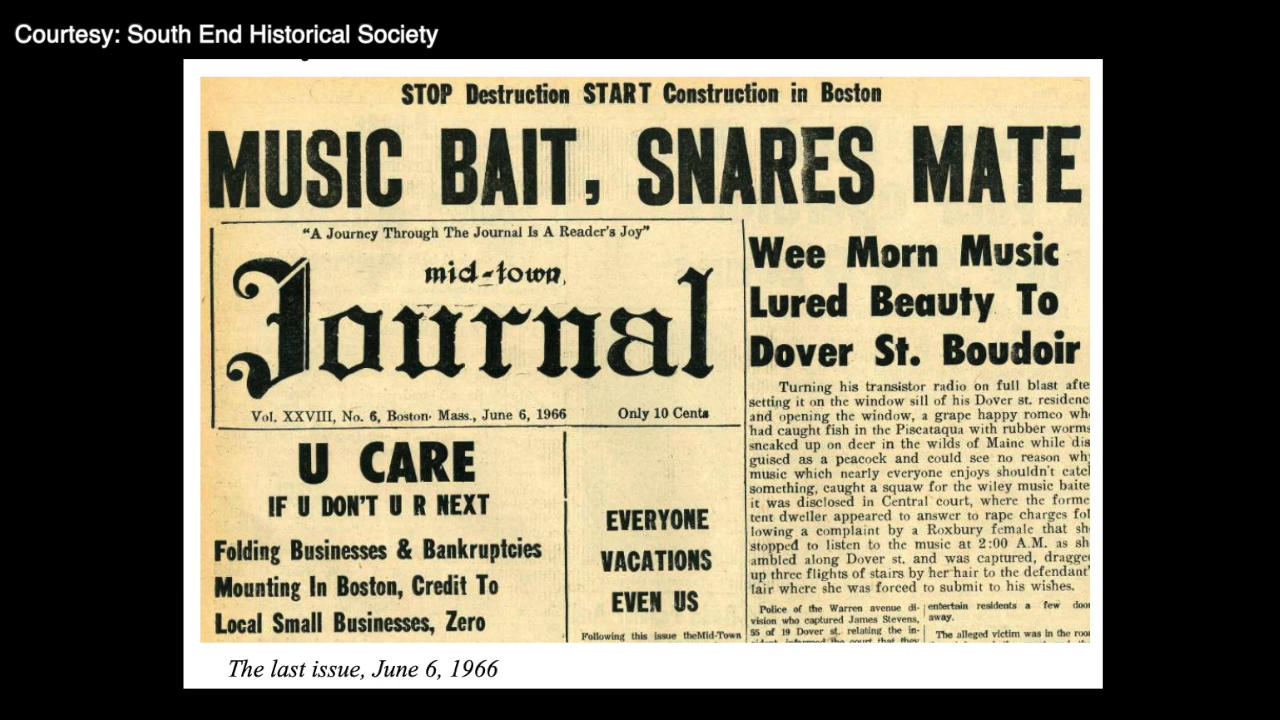 Courtesy: South End Historical Society
STOP Destruction START Construction in Boston
MUSIC BAIT, SNARES MATE
"A Journey Through The Journal Is A Reader's Joy"
mid-town
Journal
Vol. XXVIII, No. 6, Boston, Mass., June 6, 1966 Only 10 Cents
U CARE
IF U DON'T U R NEXT
Folding Businesses & Bankruptcies
Mounting In Boston, Credit To
Local Small Businesses, Zero
EVERYONE
VACATIONS
EVEN US
Following this issue theMid-Town
Wee Morn Music
Lured Beauty To
Dover St. Boudoir
Turning his transistor radio on full blast afte
setting it on the window sill of his Dover st. residenc
and opening the window, a grape happy romeo wh
had caught fish in the Piscataqua with rubber worms
sneaked up on deer in the wilds of Maine while dis
guised as a peacock and could see no reason why
music which nearly everyone enjoys shouldn't catch
something, caught a squaw for the wiley music baite
it was disclosed in Central court, where the forme
tent dweller appeared to answer to rape charges fol
lowing a complaint by a Roxbury female that sh
stopped to listen to the music at 2:00 A.M. as sh
ambled along Dover st. and was captured, dragge
up three flights of stairs by her hair to the defendant'
lair where she was forced to submit to his wishes.
Police of the Warren avenue di-
vision who captured James Stevens,
55 of 19 Dover st. relating the in-
entertain residents a few doo
away.
The alleged victim was in the roo
The last issue, June 6, 1966